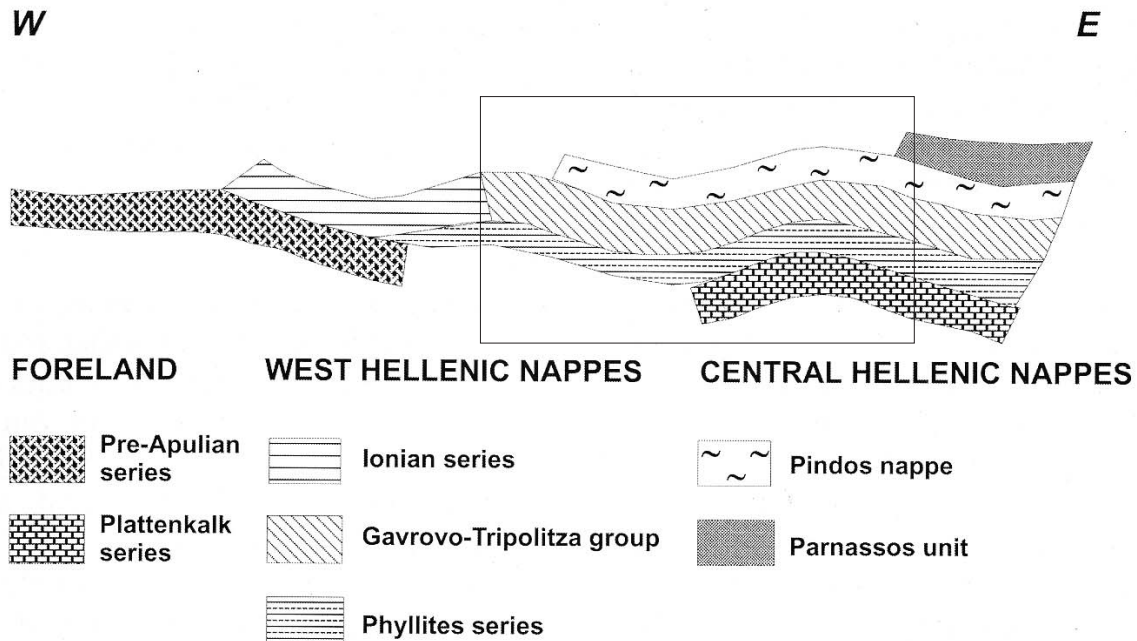 W E
FORELAND WEST HELLENIC NAPPES CENTRAL HELLENIC NAPPES
Pre-Apulian
series
Ionian series
Pindos nappe
Plattenkalk
series
Gavrovo-Tripolitza group
Parnassos unit
Phyllites series